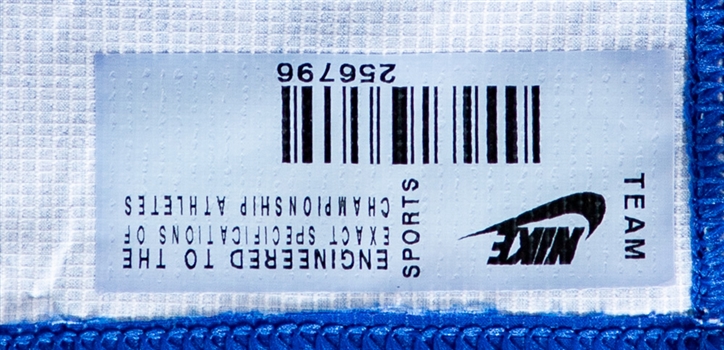 TEAM
NIKE
SPORTS
ENGINEERED TO THE
EXACT SPECIFICATIONS OF
CHAMPIONSHIP ATHLETES
256796